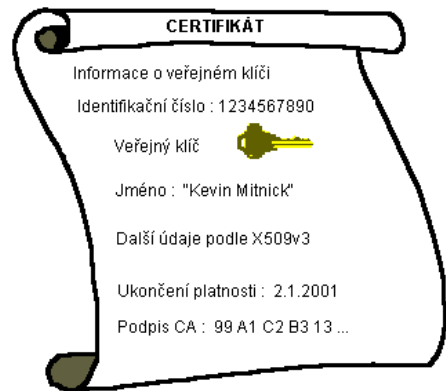 CERTIFIKÁT
Informace o veřejném klíči
Identifikační číslo : 1234567890
Veřejný klíč
Jméno : "Kevin Mitnick"
Další údaje podle X509v3
Ukončení platnosti : 2.1.2001
Podpis CA : 99 A1 C2 B3 13 ...